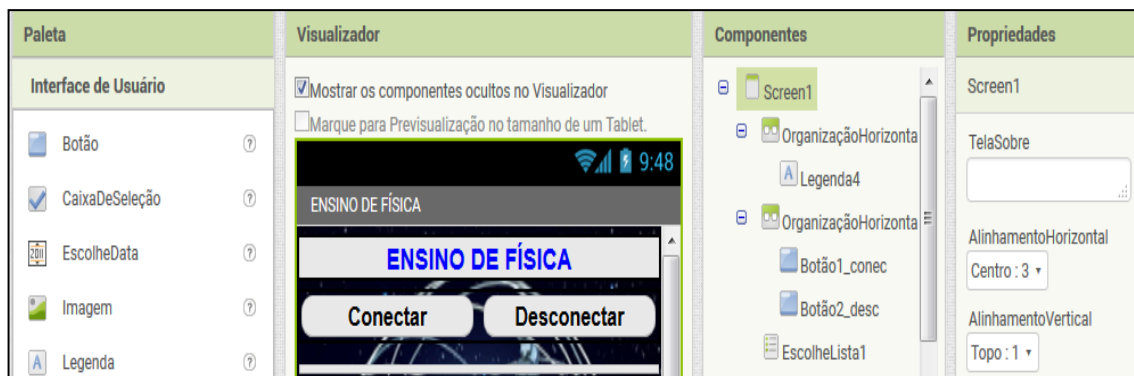 Paleta
Interface de Usuário
Botão
?
CaixaDeSeleção
?
2011
EscolheData
?
Imagem
?
A
Legenda
?
Visualizador
Mostrar os componentes ocultos no Visualizador
Marque para Previsualização no tamanho de um Tablet.
9:48
ENSINO DE FÍSICA
ENSINO DE FÍSICA
Conectar
Desconectar
Componentes
Screen1
OrganizaçãoHorizonta
A Legenda4
OrganizaçãoHorizonta
Botão1_conec
Botão2_desc
EscolheLista1
Propriedades
Screen1
TelaSobre
AlinhamentoHorizontal
Centro : 3
AlinhamentoVertical
Topo : 1